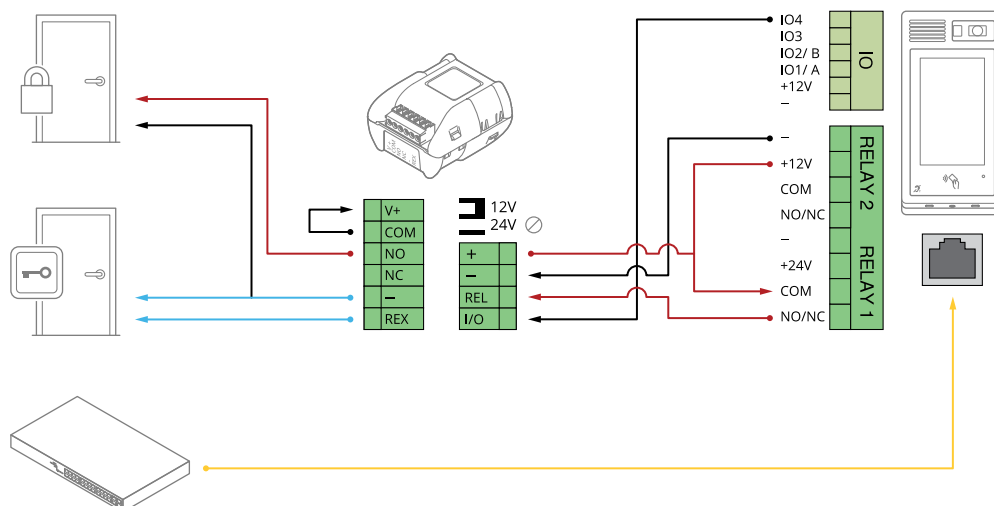 IO4
IO3
IO2/ B
IO1/ A
+12V
–
IO
–
+12V
COM
NO/NC
–
+24V
COM
NO/NC
RELAY 2
RELAY 1
12V
24V
V+
COM
NO
NC
–
REX
+
–
REL
I/O